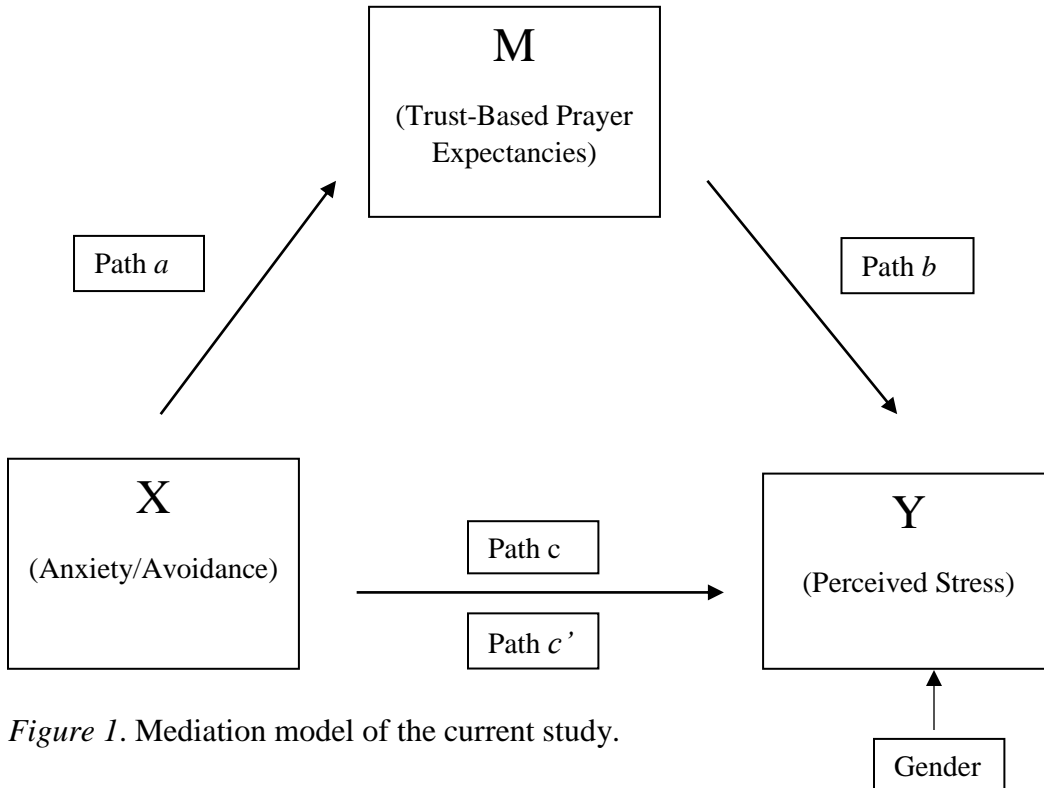 M
(Trust-Based Prayer
Expectancies)
Path a
Path b
X
(Anxiety/Avoidance)
Path c
Path c’
Y
(Perceived Stress)
Figure 1. Mediation model of the current study.
Gender